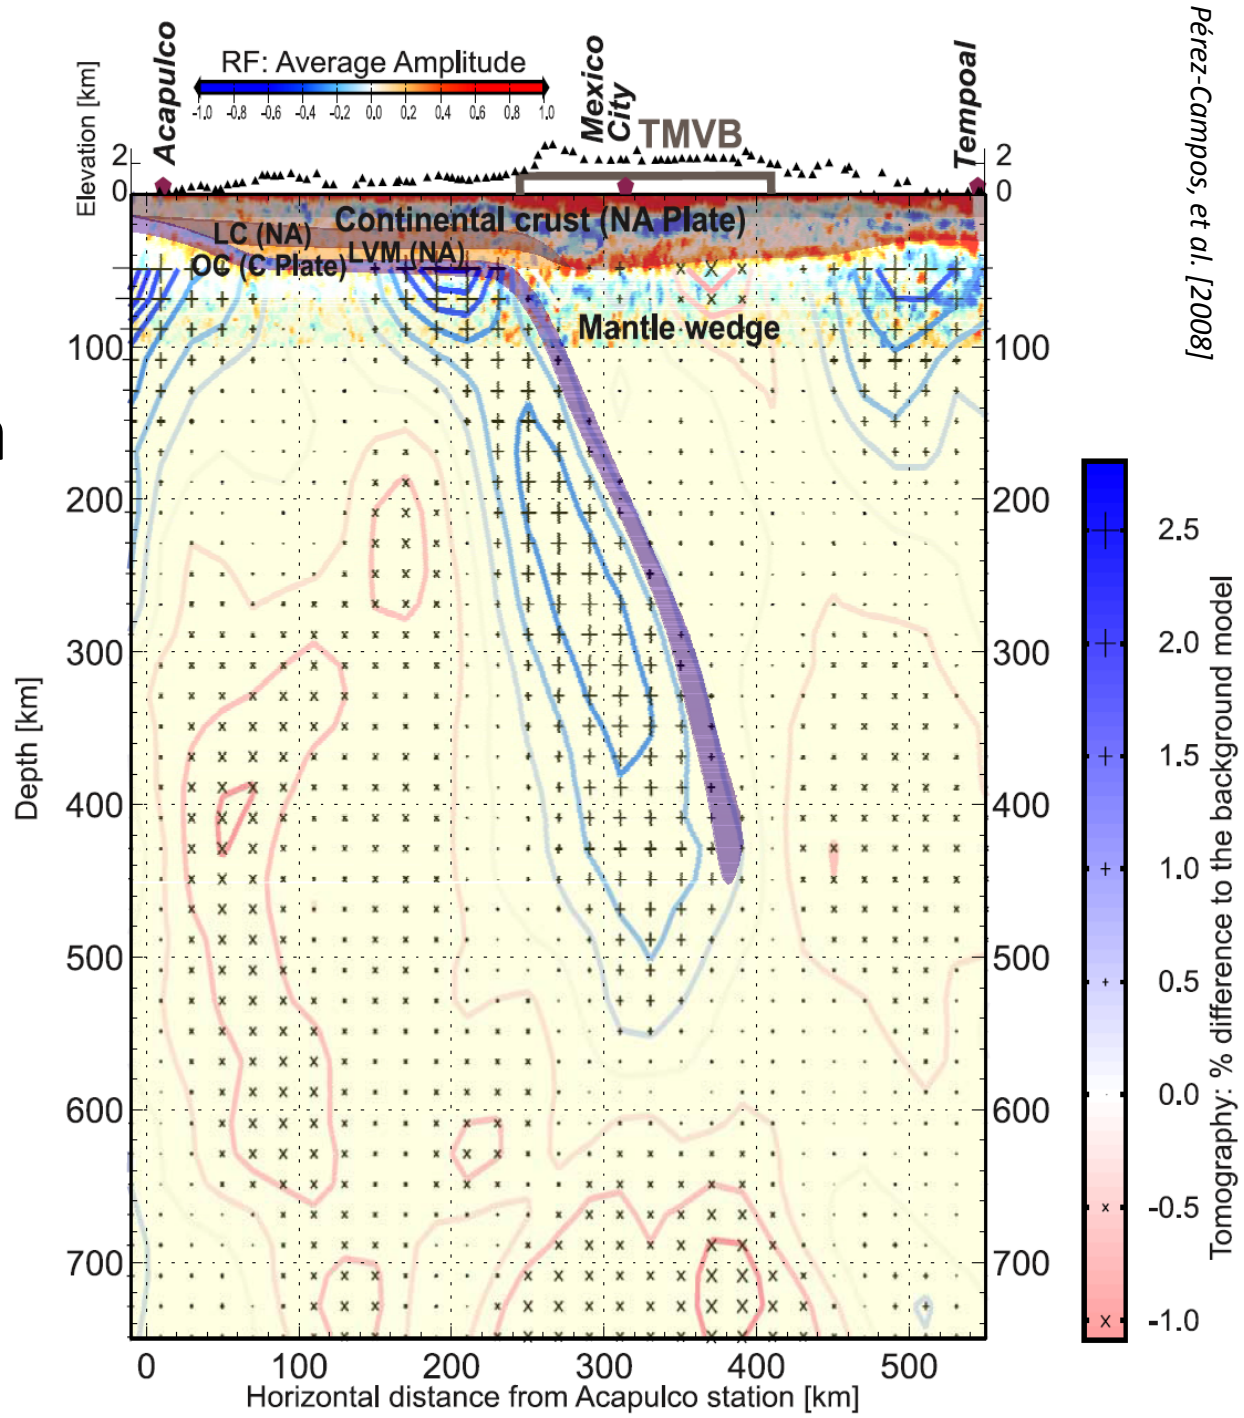 Acapulco
RF: Average Amplitude
-1.0 -0.8 -0.6 -0.4 -0.2 0.0 0.2 0.4 0.6 0.8 1.0
Mexico
City
TMVB
Tempoal
Pérez-Campos, et al. [2008]
Elevation [km]
2 2
0 0
Continental crust (NA Plate)
LC (NA)
LVM (NA)
OC (C Plate)
Mantle wedge
100 100
200 200
300 300
400 400
500 500
600 600
700 700
Depth [km]
0 100 200 300 400 500
Horizontal distance from Acapulco station [km]
2.5
2.0
1.5
1.0
0.5
0.0
-0.5
-1.0
Tomography: % difference to the background model